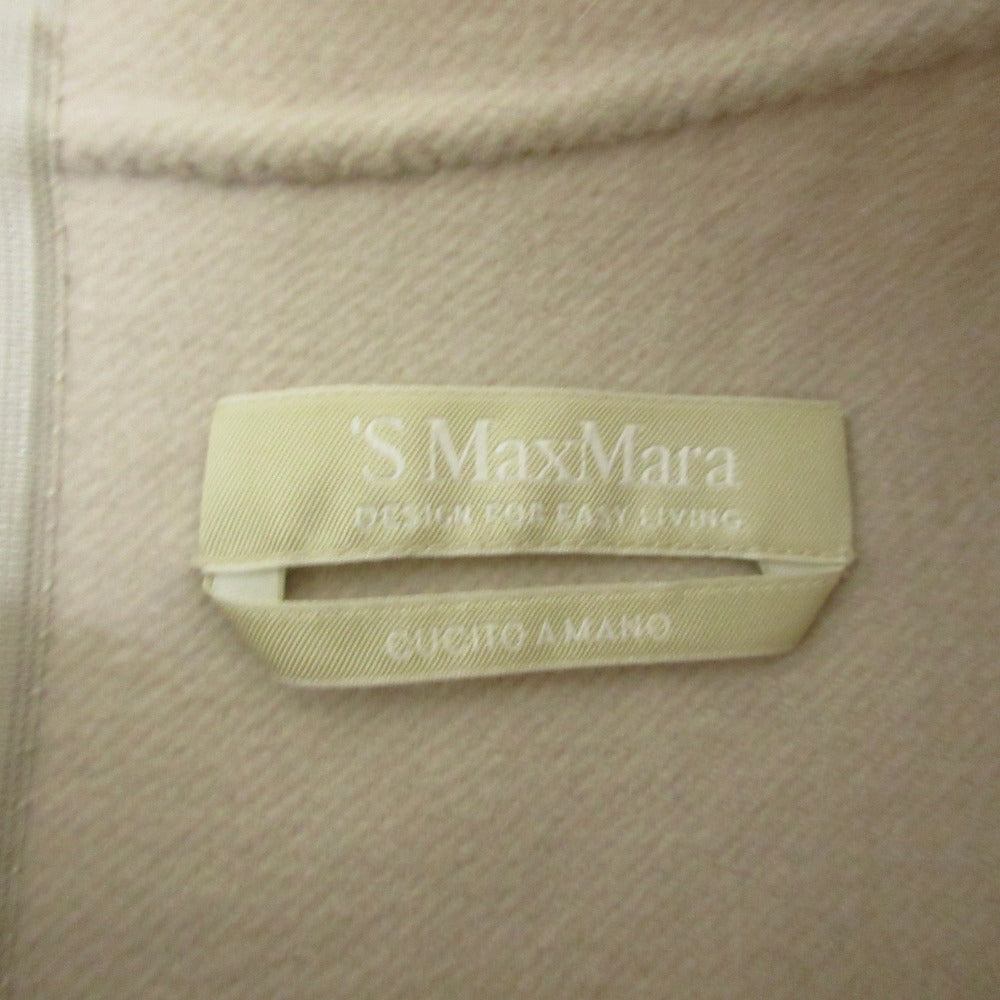 'S MaxMara
DESIGN FOR EASY LIVING
CUCITO A MANO